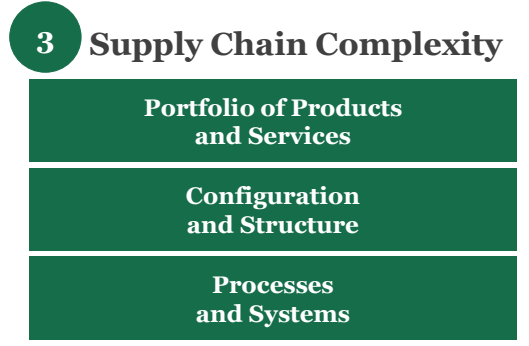 3 Supply Chain Complexity
Portfolio of Products
and Services
Configuration
and Structure
Processes
and Systems